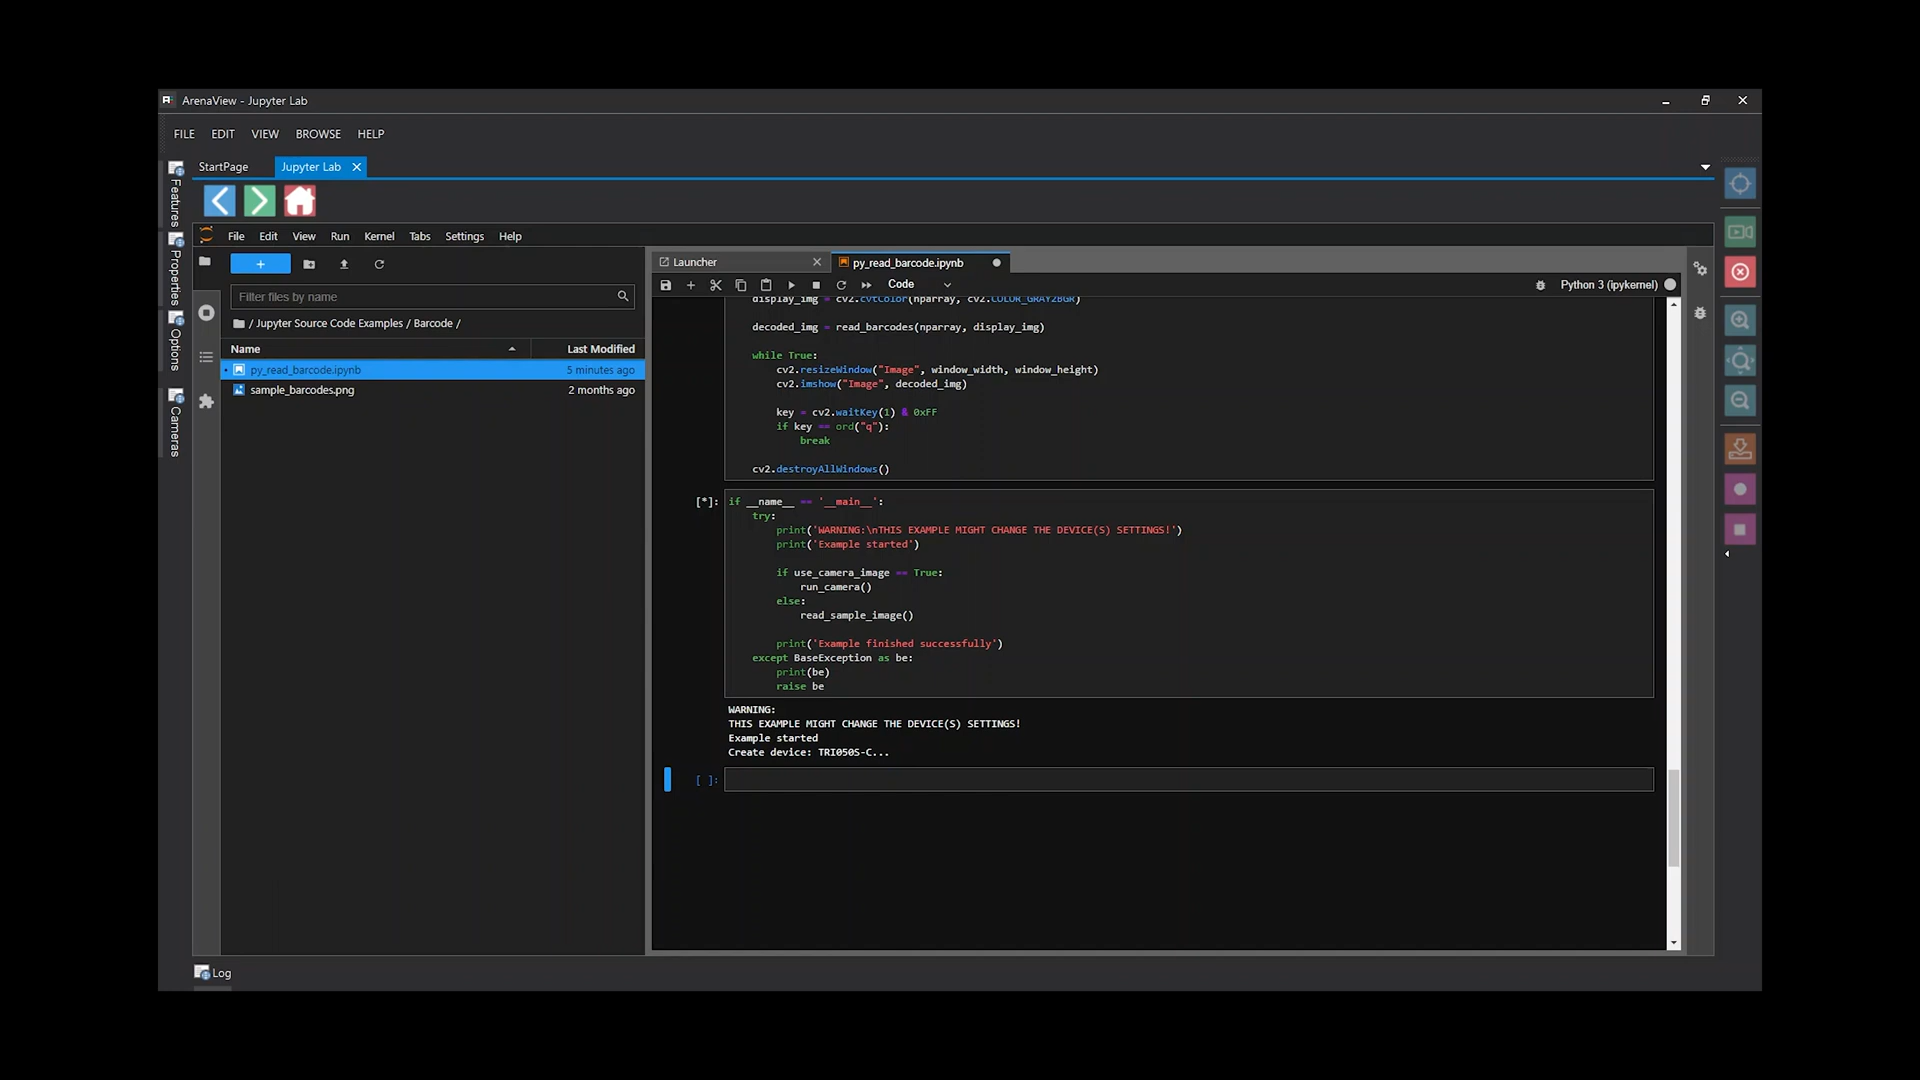 ArenaView - Jupyter Lab
FILE EDIT VIEW BROWSE HELP
StartPage
Jupyter Lab
Features
Properties
Options
Cameras
File Edit View Run Kernel Tabs Settings Help
Filter files by name
/ Jupyter Source Code Examples / Barcode /
Name Last Modified
py_read_barcode.ipynb 5 minutes ago
sample_barcodes.png 2 months ago
Launcher
py_read_barcode.ipynb
Code
Python 3 (ipykernel)
display_img = cv2.cvtColor(nparray, cv2.COLOR_GRAY2BGR)
decoded_img = read_barcodes(nparray, display_img)
while True:
cv2.resizeWindow("Image", window_width, window_height)
cv2.imshow("Image", decoded_img)
key = cv2.waitKey(1) & 0xFF
if key == ord("q"):
break
cv2.destroyAllWindows()
[*]: if __name__ == '__main__':
try:
print('WARNING:\nTHIS EXAMPLE MIGHT CHANGE THE DEVICE(S) SETTINGS!')
print('Example started')
if use_camera_image == True:
run_camera()
else:
read_sample_image()
print('Example finished successfully')
except BaseException as be:
print(be)
raise be
WARNING:
THIS EXAMPLE MIGHT CHANGE THE DEVICE(S) SETTINGS!
Example started
Create device: TRI050S-C...
[ ]:
Log